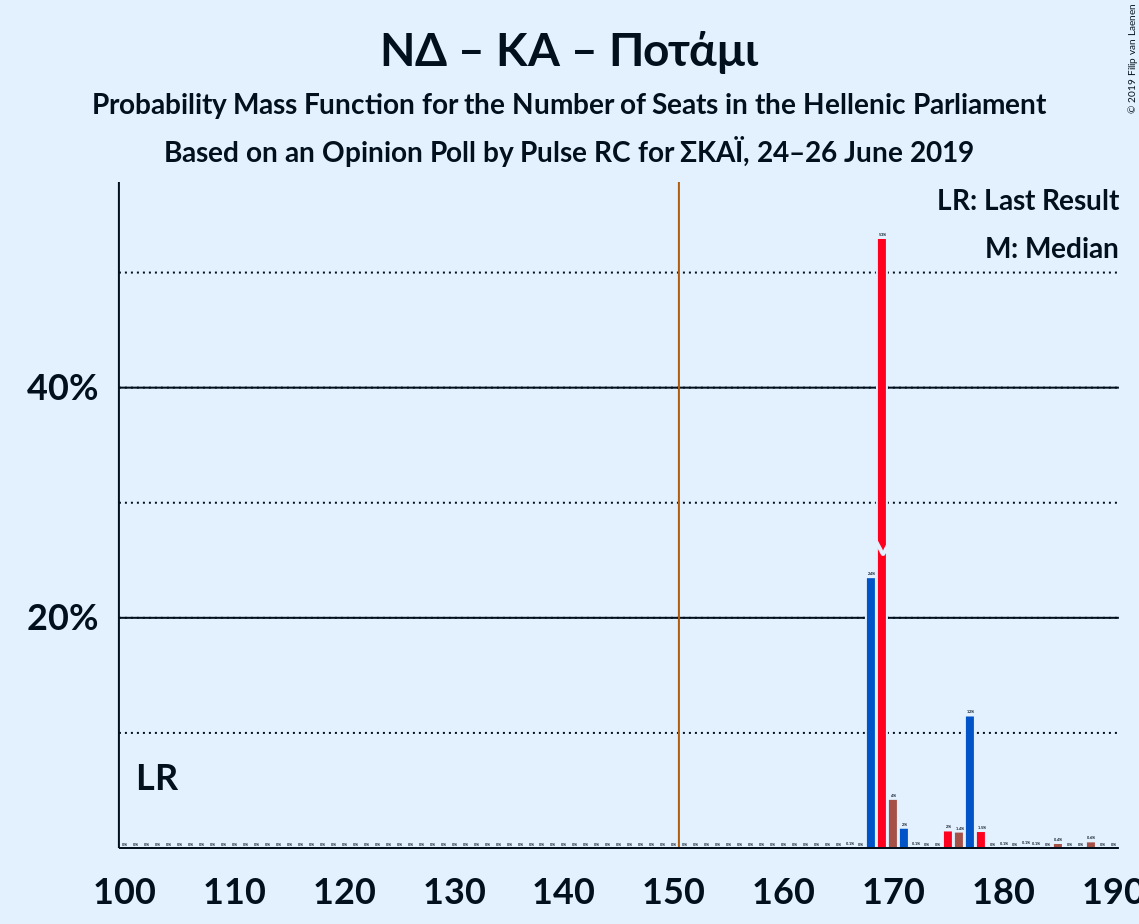 ΝΔ – ΚΑ – Ποτάμι
Probability Mass Function for the Number of Seats in the Hellenic Parliament
Based on an Opinion Poll by Pulse RC for ΣΚΑΪ, 24–26 June 2019
© 2019 Filip van Laenen
LR: Last Result
M: Median
40%
20%
LR
M
100 110 120 130 140 150 160 170 180 190